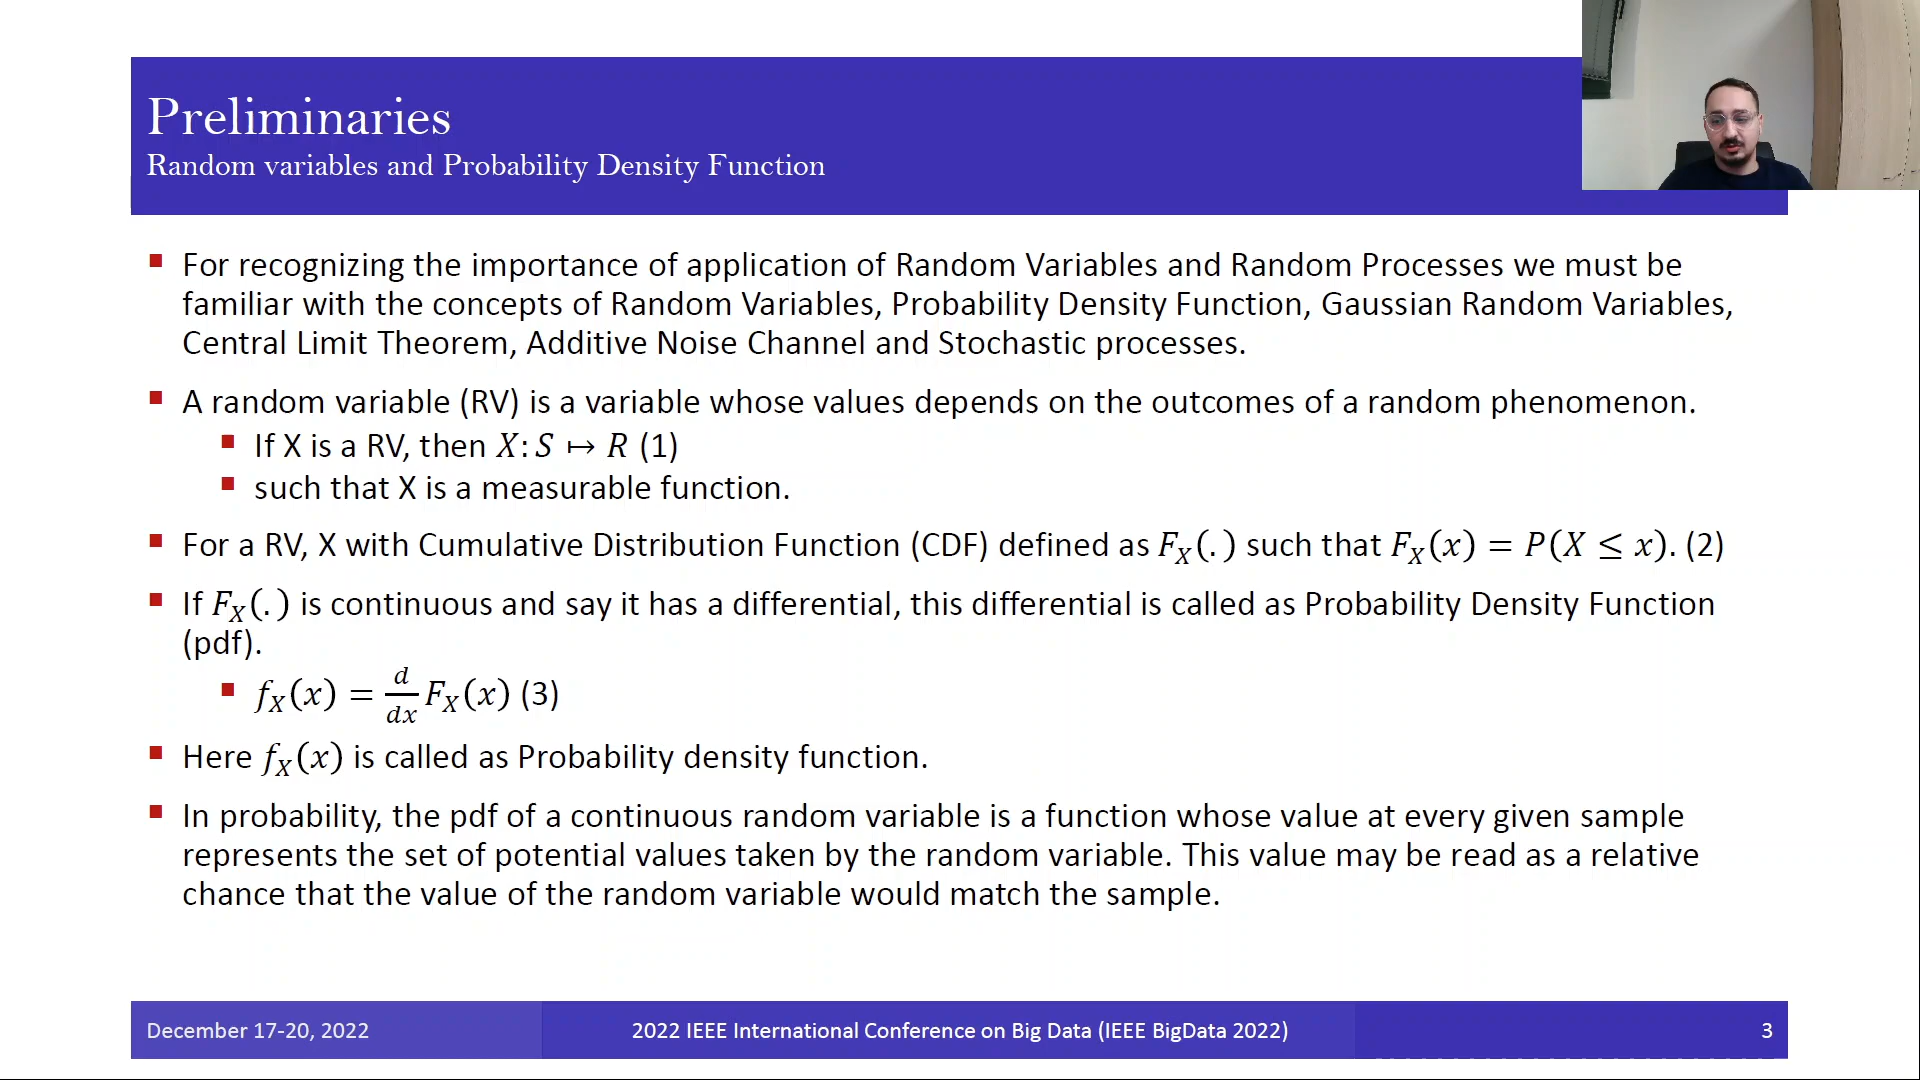 Preliminaries
Random variables and Probability Density Function
▪ For recognizing the importance of application of Random Variables and Random Processes we must be
familiar with the concepts of Random Variables, Probability Density Function, Gaussian Random Variables,
Central Limit Theorem, Additive Noise Channel and Stochastic processes.
▪ A random variable (RV) is a variable whose values depends on the outcomes of a random phenomenon.
▪ If X is a RV, then X: S ↦ R (1)
▪ such that X is a measurable function.
▪ For a RV, X with Cumulative Distribution Function (CDF) defined as F_X(.) such that F_X(x) = P(X ≤ x). (2)
▪ If F_X(.) is continuous and say it has a differential, this differential is called as Probability Density Function
(pdf).
▪ f_X(x) = d/dx F_X(x) (3)
▪ Here f_X(x) is called as Probability density function.
▪ In probability, the pdf of a continuous random variable is a function whose value at every given sample
represents the set of potential values taken by the random variable. This value may be read as a relative
chance that the value of the random variable would match the sample.
December 17-20, 2022
2022 IEEE International Conference on Big Data (IEEE BigData 2022)
3